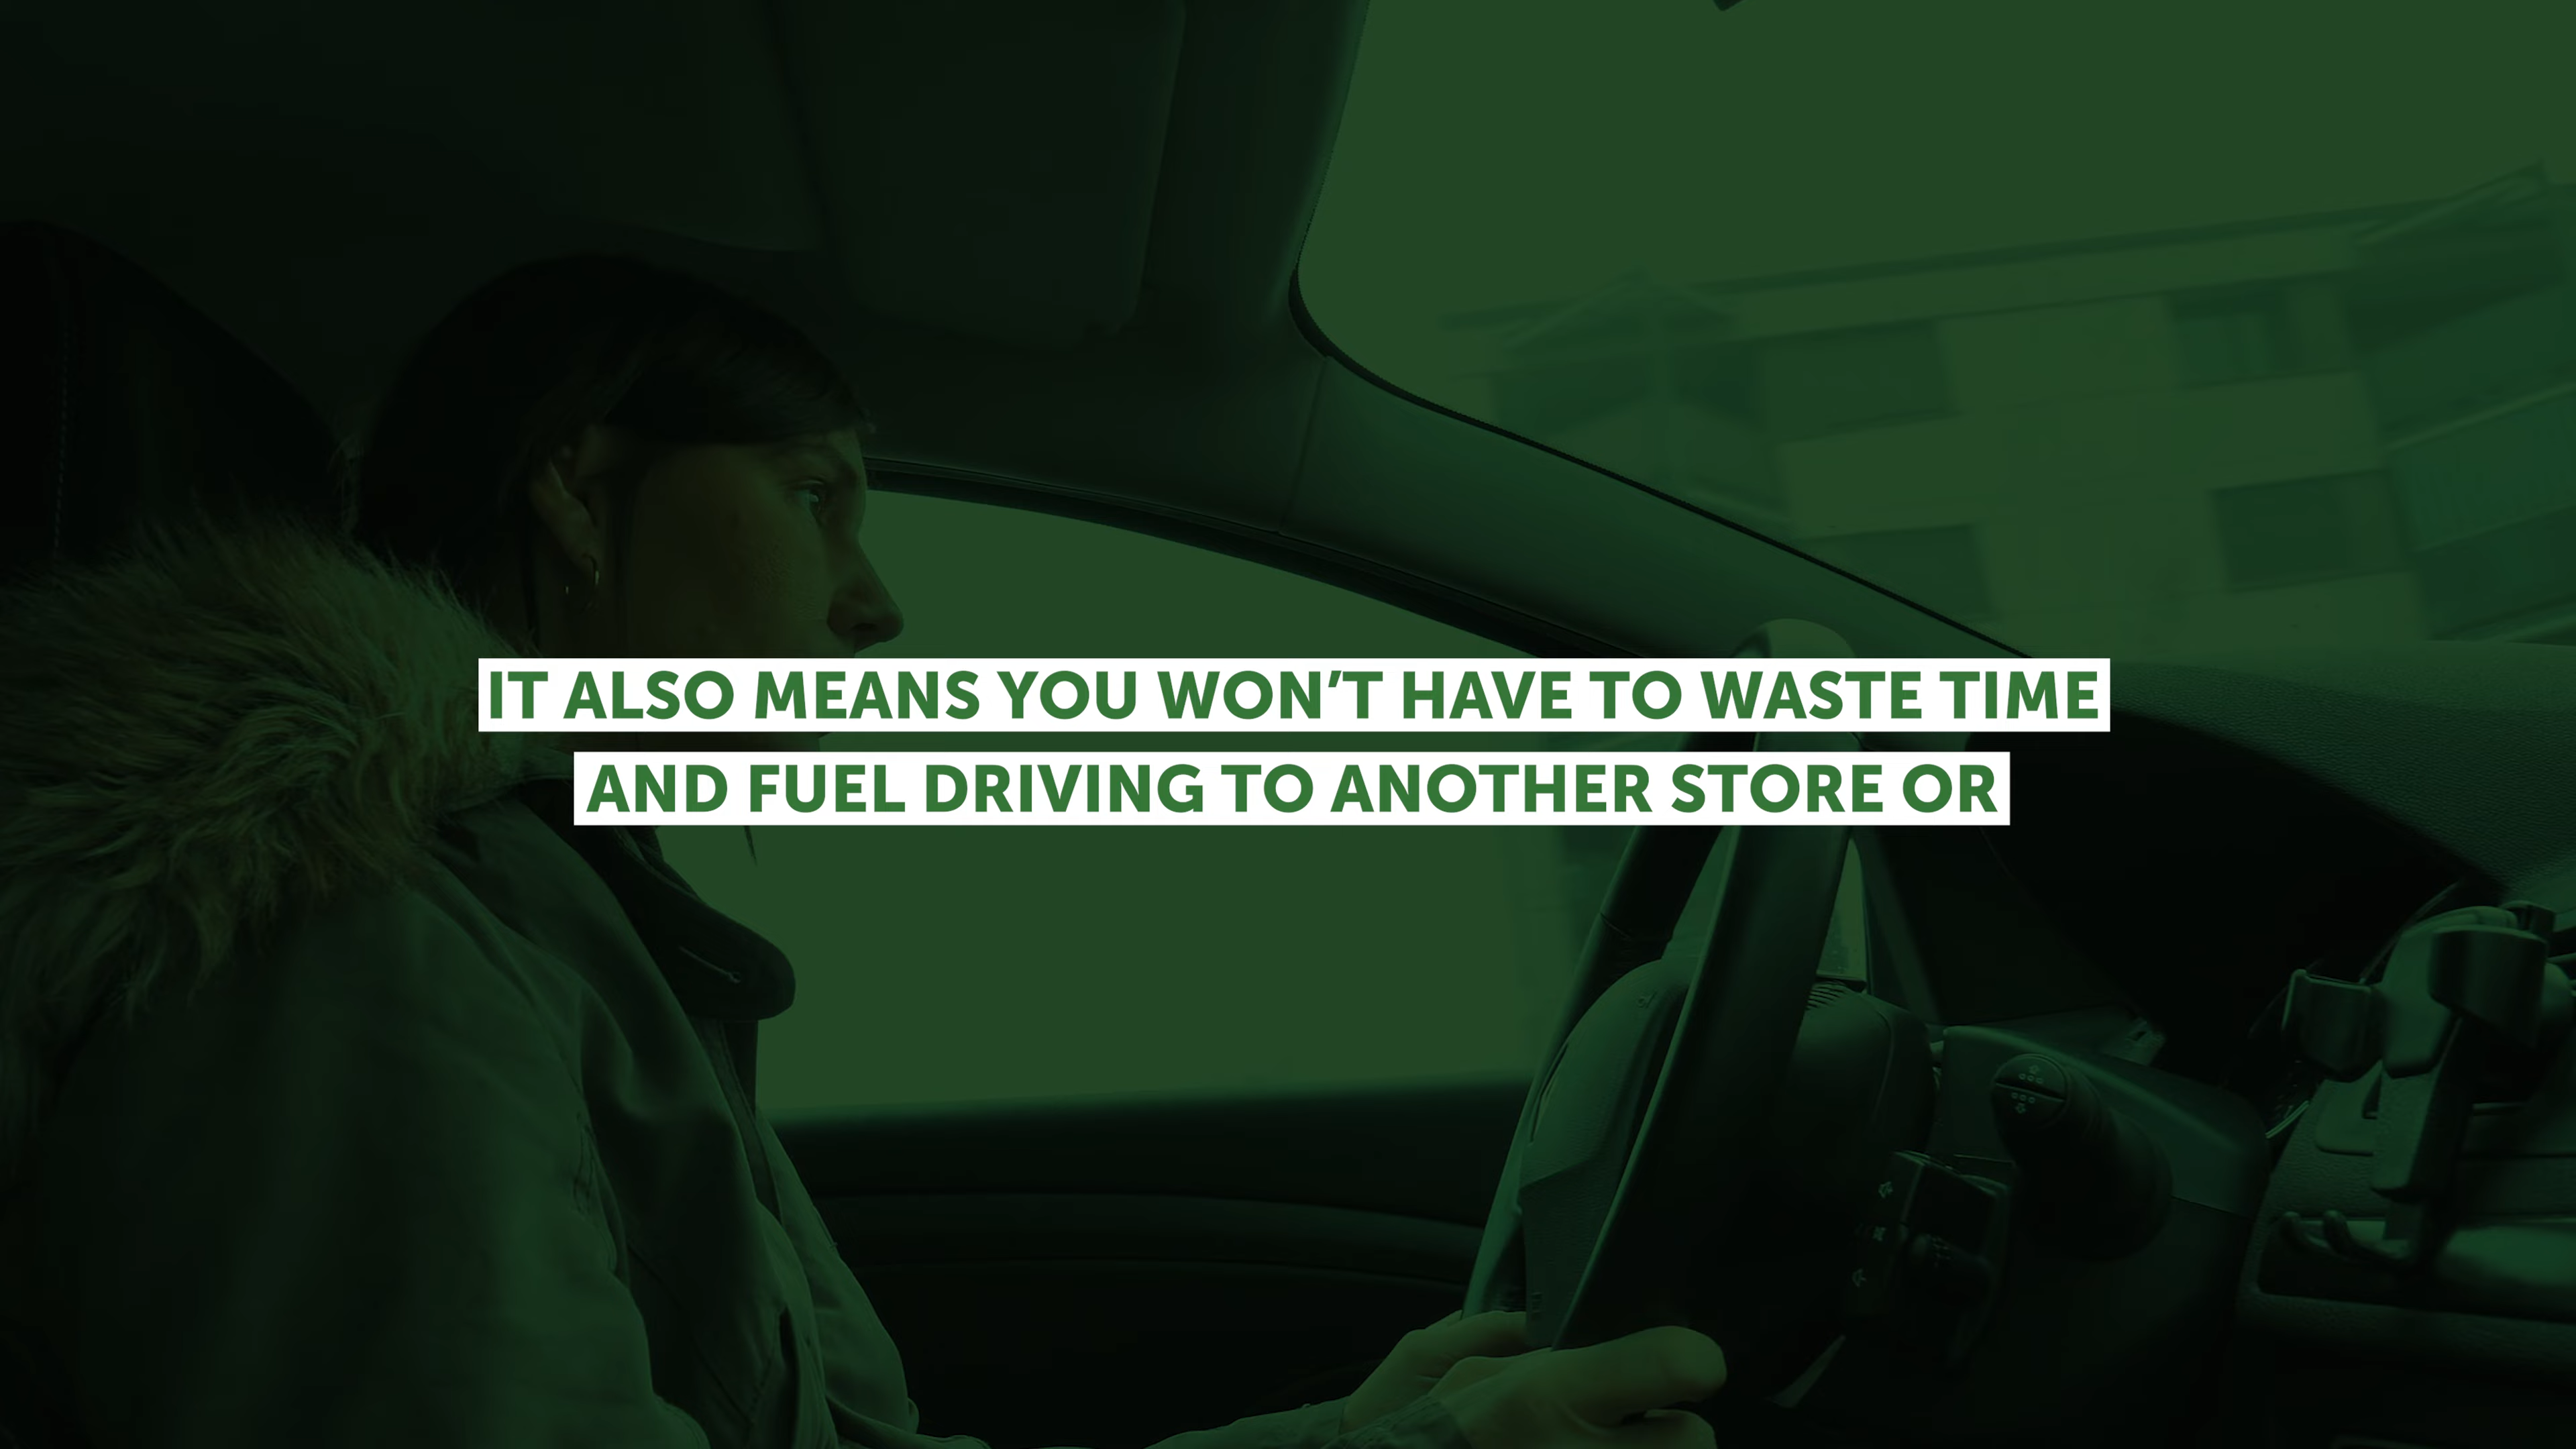 IT ALSO MEANS YOU WON’T HAVE TO WASTE TIME
AND FUEL DRIVING TO ANOTHER STORE OR